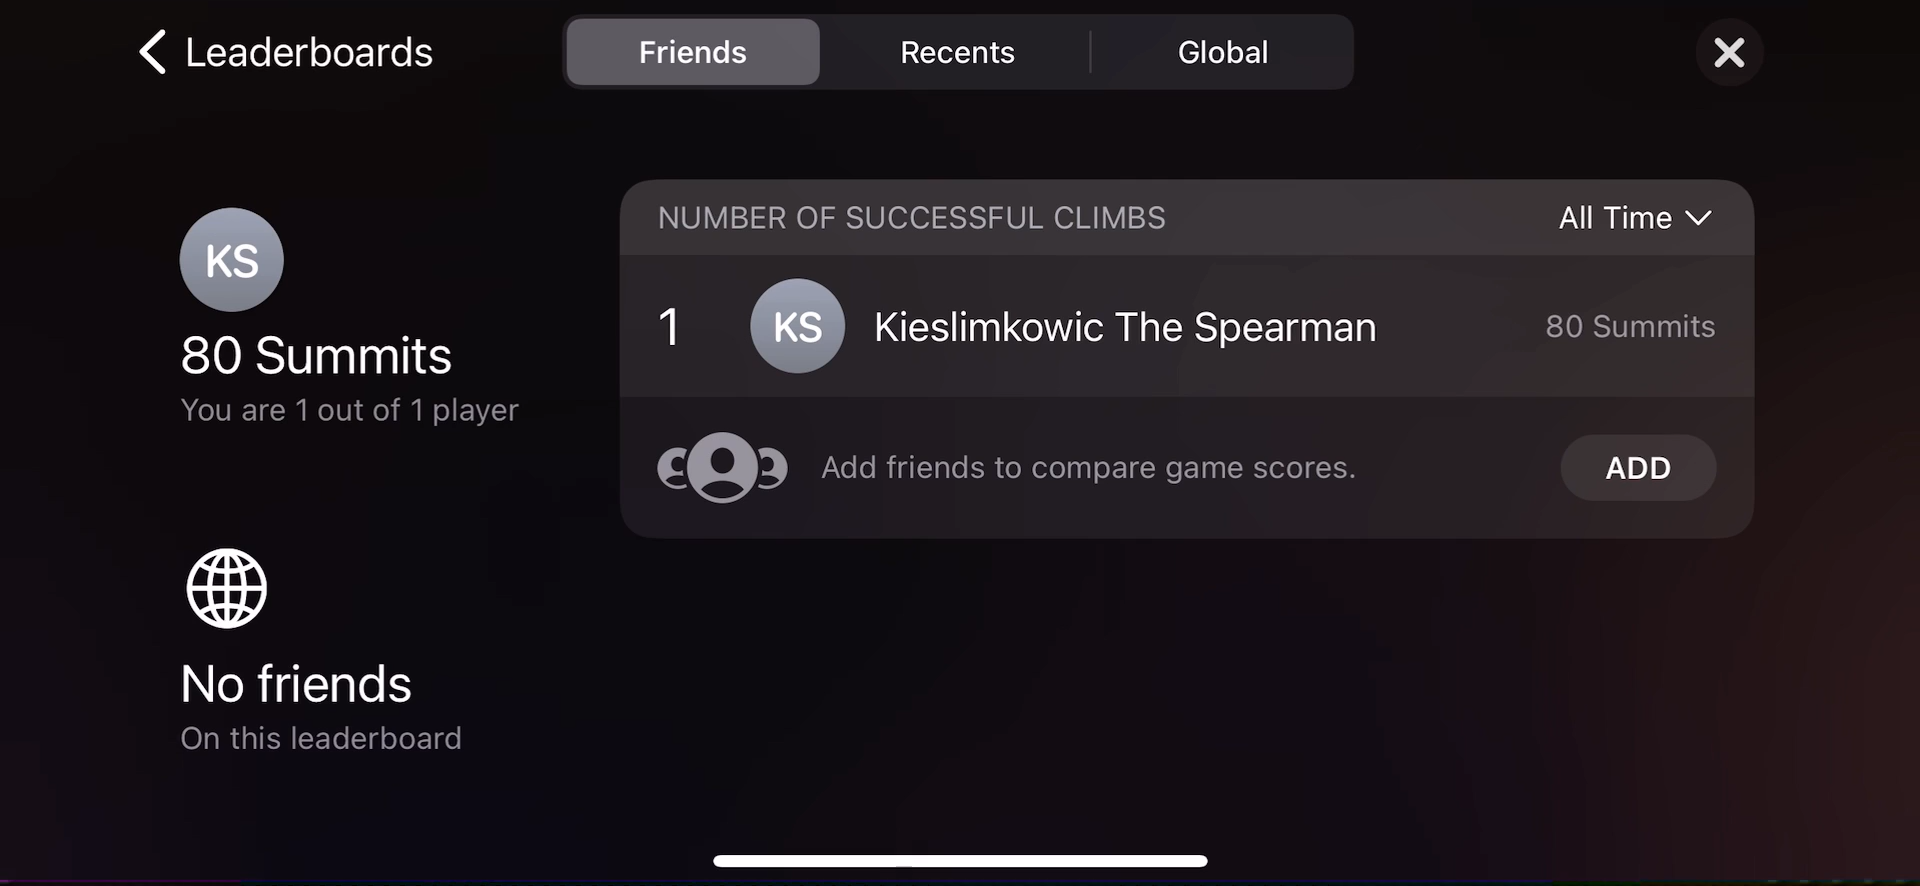 Leaderboards
Friends
Recents
Global
KS
80 Summits
You are 1 out of 1 player
No friends
On this leaderboard
NUMBER OF SUCCESSFUL CLIMBS
All Time
1
KS
Kieslimkowic The Spearman
80 Summits
Add friends to compare game scores.
ADD